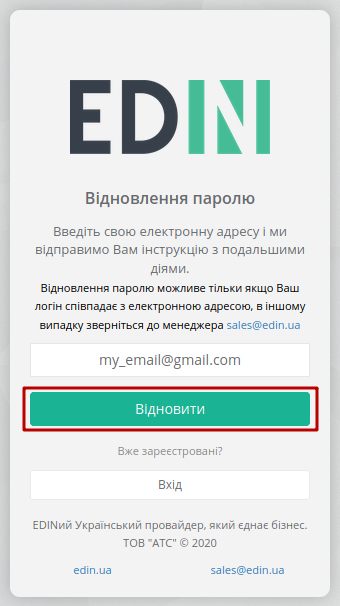 EDIN
Відновлення паролю
Введіть свою електронну адресу і ми
відправимо Вам інструкцію з подальшими
діями.
Відновлення паролю можливе тільки якщо Ваш
логін співпадає з електронною адресою, в іншому
випадку зверніться до менеджера sales@edin.ua
my_email@gmail.com
Відновити
Вже зареєстровані?
Вхід
EDINий Український провайдер, який єднає бізнес.
ТОВ "АТС" © 2020
edin.ua sales@edin.ua